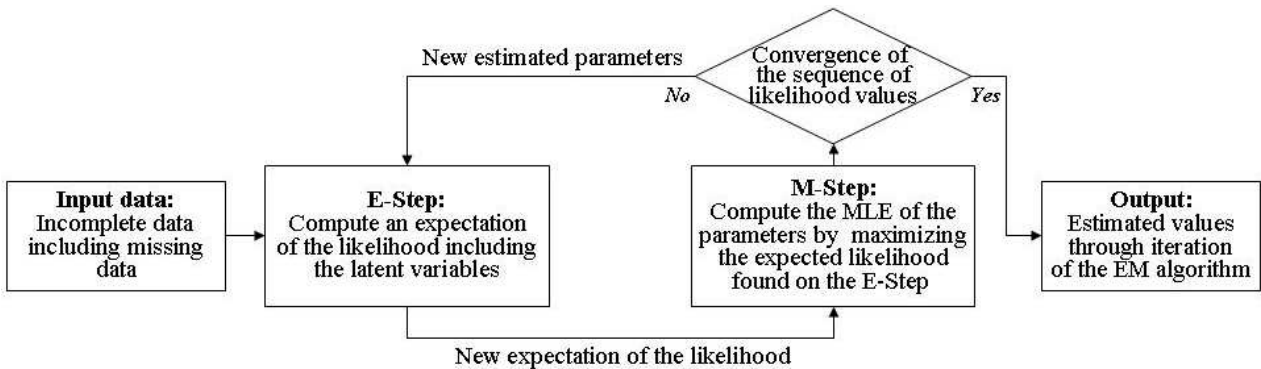 New estimated parameters
Convergence of
the sequence of
likelihood values
No
Yes
Input data:
Incomplete data
including missing
data
E-Step:
Compute an expectation
of the likelihood including
the latent variables
M-Step:
Compute the MLE of the
parameters by maximizing
the expected likelihood
found on the E-Step
Output:
Estimated values
through iteration
of the EM algorithm
New expectation of the likelihood